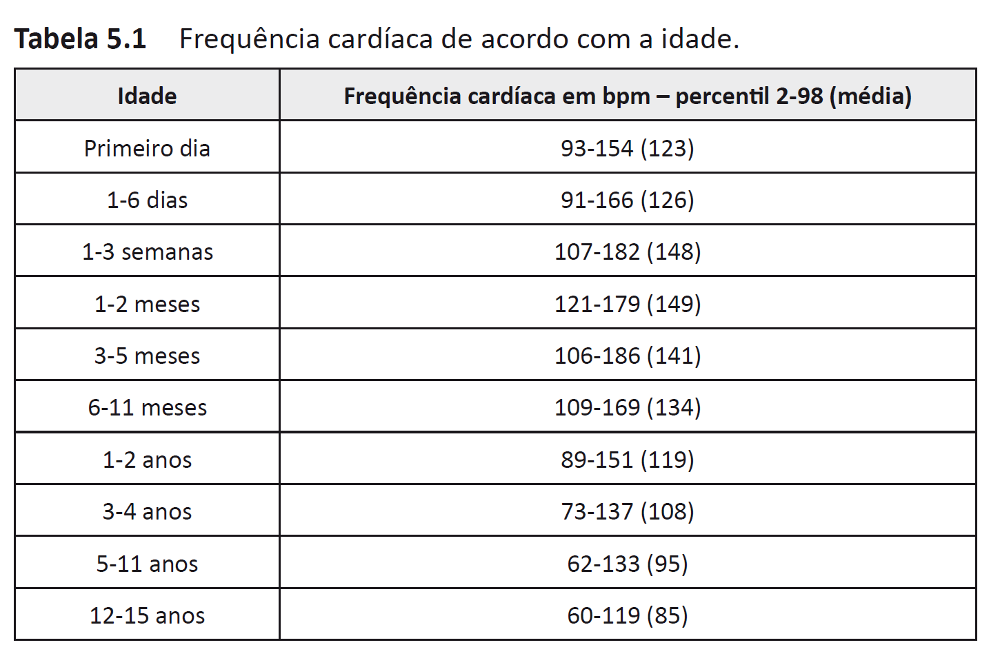 Tabela 5.1 Frequência cardíaca de acordo com a idade.
Idade Frequência cardíaca em bpm – percentil 2-98 (média)
Primeiro dia 93-154 (123)
1-6 dias 91-166 (126)
1-3 semanas 107-182 (148)
1-2 meses 121-179 (149)
3-5 meses 106-186 (141)
6-11 meses 109-169 (134)
1-2 anos 89-151 (119)
3-4 anos 73-137 (108)
5-11 anos 62-133 (95)
12-15 anos 60-119 (85)